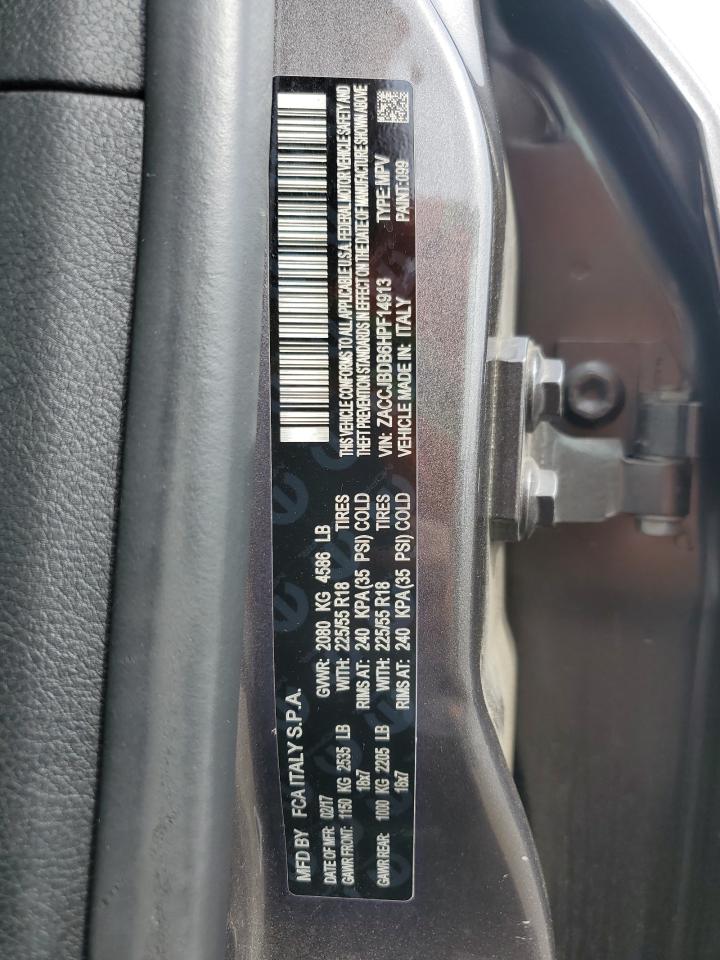 MFD BY FCA ITALY S.P.A.
DATE OF MFR: 02/17 GVWR: 2080 KG 4586 LB
GAWR FRONT: 1150 KG 2535 LB WITH: 225/55 R18 TIRES
18x7 RIMS AT: 240 KPA(35 PSI) COLD
GAWR REAR: 1000 KG 2205 LB WITH: 225/55 R18 TIRES
18x7 RIMS AT: 240 KPA(35 PSI) COLD
THIS VEHICLE CONFORMS TO ALL APPLICABLE U.S.A. FEDERAL MOTOR VEHICLE SAFETY AND
THEFT PREVENTION STANDARDS IN EFFECT ON THE DATE OF MANUFACTURE SHOWN ABOVE
VIN: ZACCJBDB6HPF14913 TYPE: MPV
VEHICLE MADE IN: ITALY PAINT:099